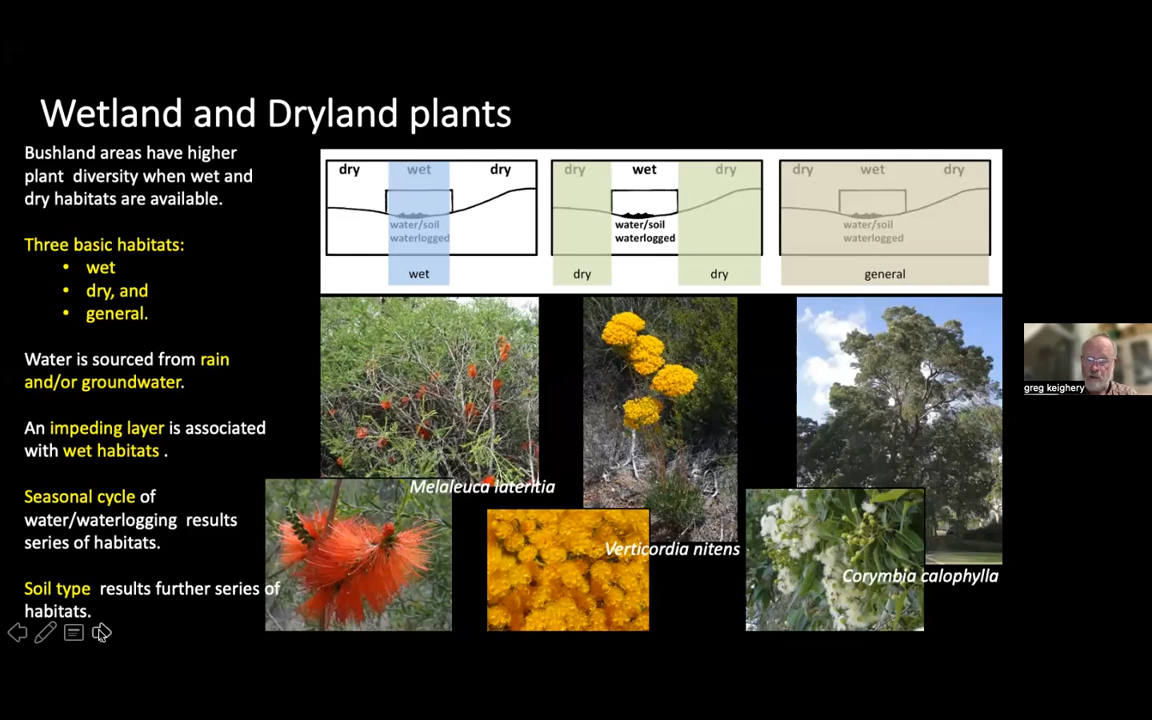 Wetland and Dryland plants
Bushland areas have higher
plant diversity when wet and
dry habitats are available.
Three basic habitats:
• wet
• dry, and
• general.
Water is sourced from rain
and/or groundwater.
An impeding layer is associated
with wet habitats .
Seasonal cycle of
water/waterlogging results
series of habitats.
Soil type results further series of
habitats.
dry wet dry
water/soil
waterlogged
wet
dry wet dry
water/soil
waterlogged
dry dry
dry wet dry
water/soil
waterlogged
general
Melaleuca lateritia
Verticordia nitens
Corymbia calophylla
greg keighery